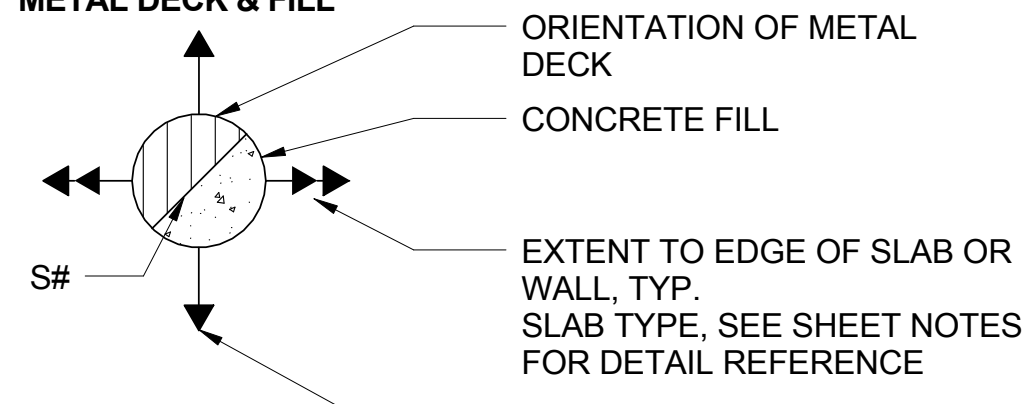 METAL DECK & FILL
ORIENTATION OF METAL
DECK
CONCRETE FILL
EXTENT TO EDGE OF SLAB OR
WALL, TYP.
S#
SLAB TYPE, SEE SHEET NOTES
FOR DETAIL REFERENCE